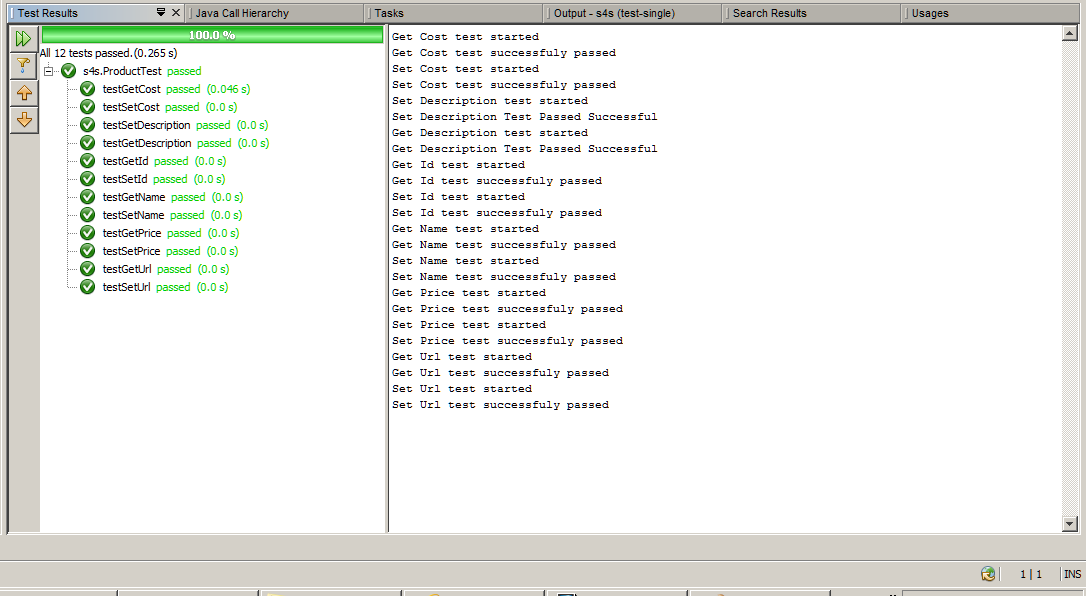 Test Results
Java Call Hierarchy
Tasks
Output - s4s (test-single)
Search Results
Usages
100.0 %
All 12 tests passed.(0.265 s)
s4s.ProductTest passed
testGetCost passed (0.046 s)
testSetCost passed (0.0 s)
testSetDescription passed (0.0 s)
testGetDescription passed (0.0 s)
testGetId passed (0.0 s)
testSetId passed (0.0 s)
testGetName passed (0.0 s)
testSetName passed (0.0 s)
testGetPrice passed (0.0 s)
testSetPrice passed (0.0 s)
testGetUrl passed (0.0 s)
testSetUrl passed (0.0 s)
Get Cost test started
Get Cost test successfuly passed
Set Cost test started
Set Cost test successfuly passed
Set Description test started
Set Description Test Passed Successful
Get Description test started
Get Description Test Passed Successful
Get Id test started
Get Id test successfuly passed
Set Id test started
Set Id test successfuly passed
Get Name test started
Get Name test successfuly passed
Set Name test started
Set Name test successfuly passed
Get Price test started
Get Price test successfuly passed
Set Price test started
Set Price test successfuly passed
Get Url test started
Get Url test successfuly passed
Set Url test started
Set Url test successfuly passed
1 | 1
INS